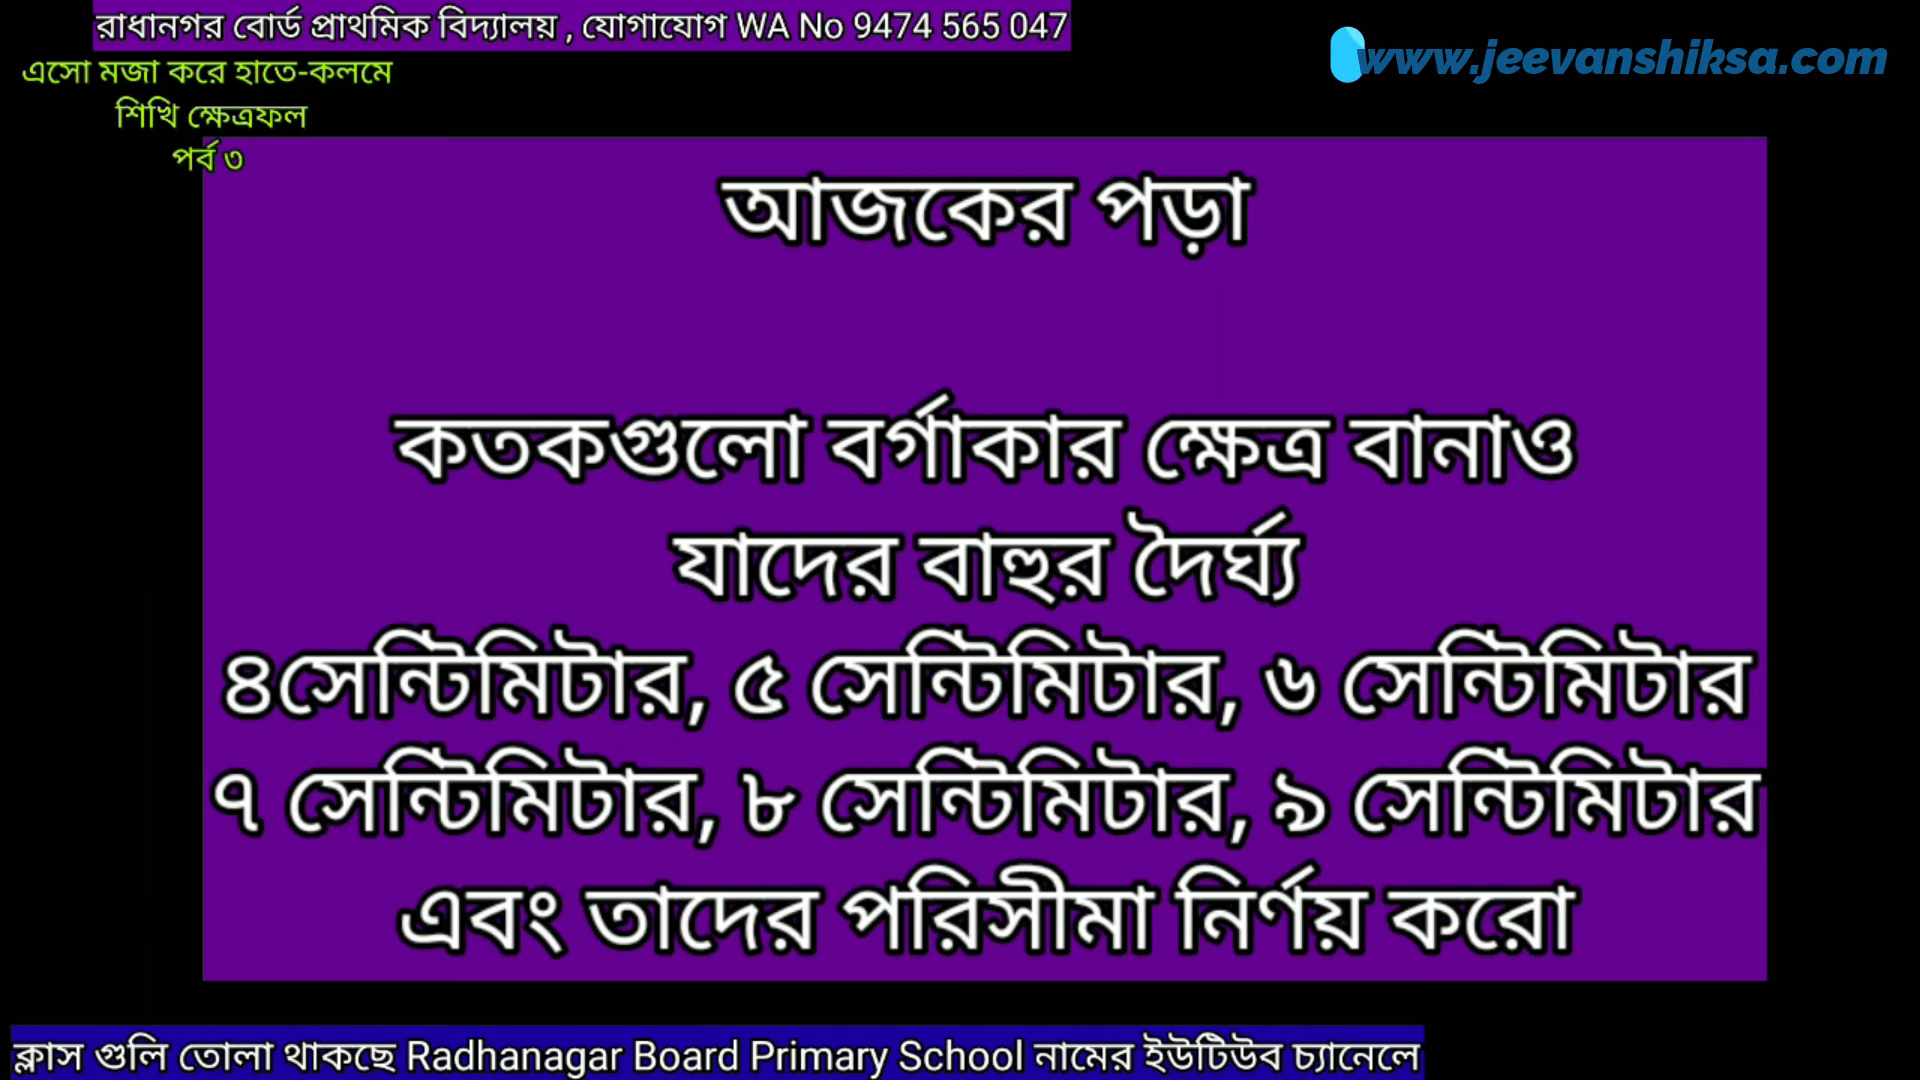 রাধানগর বোর্ড প্রাথমিক বিদ্যালয় , যোগাযোগ WA No 9474 565 047
www.jeevanshiksa.com
এসো মজা করে হাতে-কলমে
শিখি ক্ষেত্রফল
পর্ব ৩
আজকের পড়া
কতকগুলো বর্গাকার ক্ষেত্র বানাও
যাদের বাহুর দৈর্ঘ্য
৪সেন্টিমিটার, ৫ সেন্টিমিটার, ৬ সেন্টিমিটার
৭ সেন্টিমিটার, ৮ সেন্টিমিটার, ৯ সেন্টিমিটার
এবং তাদের পরিসীমা নির্ণয় করো
ক্লাস গুলি তোলা থাকছে Radhanagar Board Primary School নামের ইউটিউব চ্যানেলে